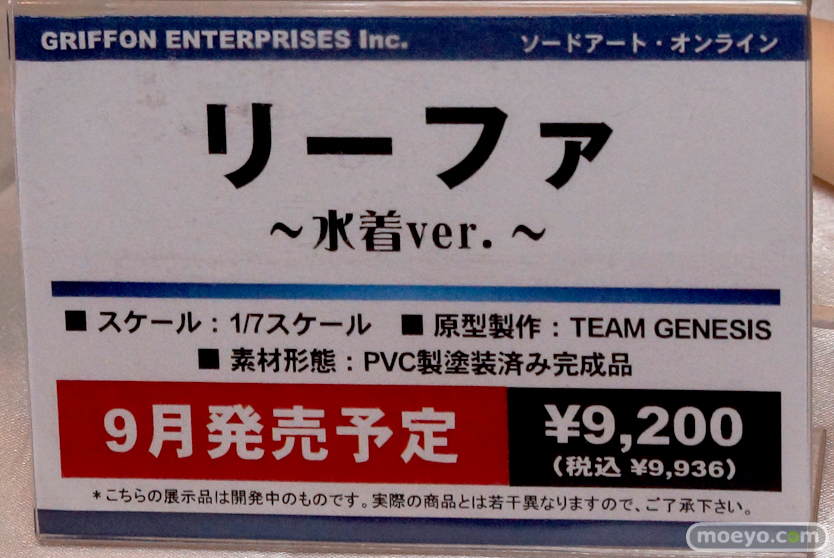 GRIFFON ENTERPRISES Inc. ソードアート・オンライン
リーファ
～水着ver.～
■ スケール：1/7スケール ■ 原型製作：TEAM GENESIS
■ 素材形態：PVC製塗装済み完成品
9月発売予定 ¥9,200
(税込 ¥9,936)
＊こちらの展示品は開発中のものです。実際の商品とは若干異なりますので、ご了承下さい。
moeyo.com